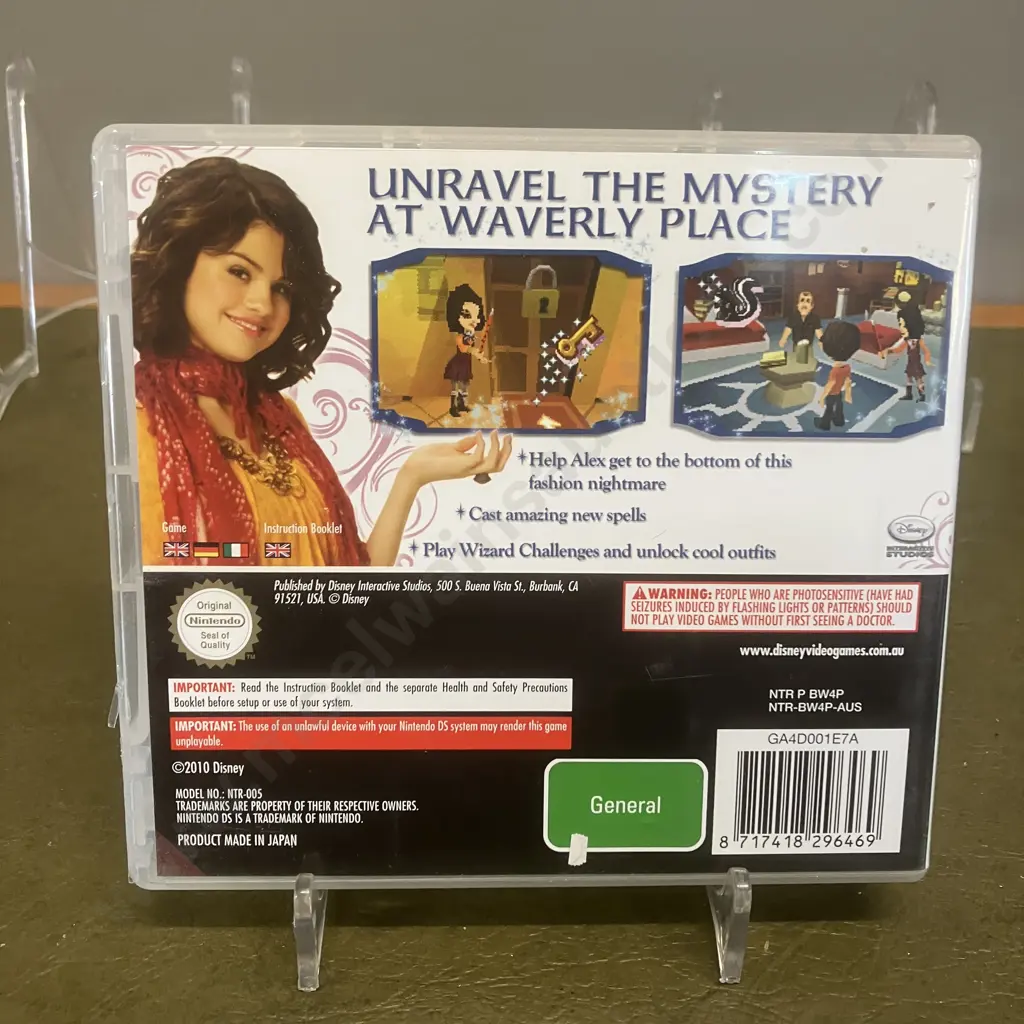 UNRAVEL THE MYSTERY
AT WAVERLY PLACE
Help Alex get to the bottom of this
fashion nightmare
Cast amazing new spells
Play Wizard Challenges and unlock cool outfits
Game
Instruction Booklet
Disney
INTERACTIVE
STUDIOS
Original
Nintendo
Seal of
Quality
TM
Published by Disney Interactive Studios, 500 S. Buena Vista St., Burbank, CA
91521, USA. © Disney
WARNING: PEOPLE WHO ARE PHOTOSENSITIVE (HAVE HAD
SEIZURES INDUCED BY FLASHING LIGHTS OR PATTERNS) SHOULD
NOT PLAY VIDEO GAMES WITHOUT FIRST SEEING A DOCTOR.
www.disneyvideogames.com.au
IMPORTANT: Read the Instruction Booklet and the separate Health and Safety Precautions
Booklet before setup or use of your system.
IMPORTANT: The use of an unlawful device with your Nintendo DS system may render this game
unplayable.
NTR P BW4P
NTR-BW4P-AUS
©2010 Disney
MODEL NO.: NTR-005
TRADEMARKS ARE PROPERTY OF THEIR RESPECTIVE OWNERS.
NINTENDO DS IS A TRADEMARK OF NINTENDO.
PRODUCT MADE IN JAPAN
General
GA4D001E7A
8 717418 296469